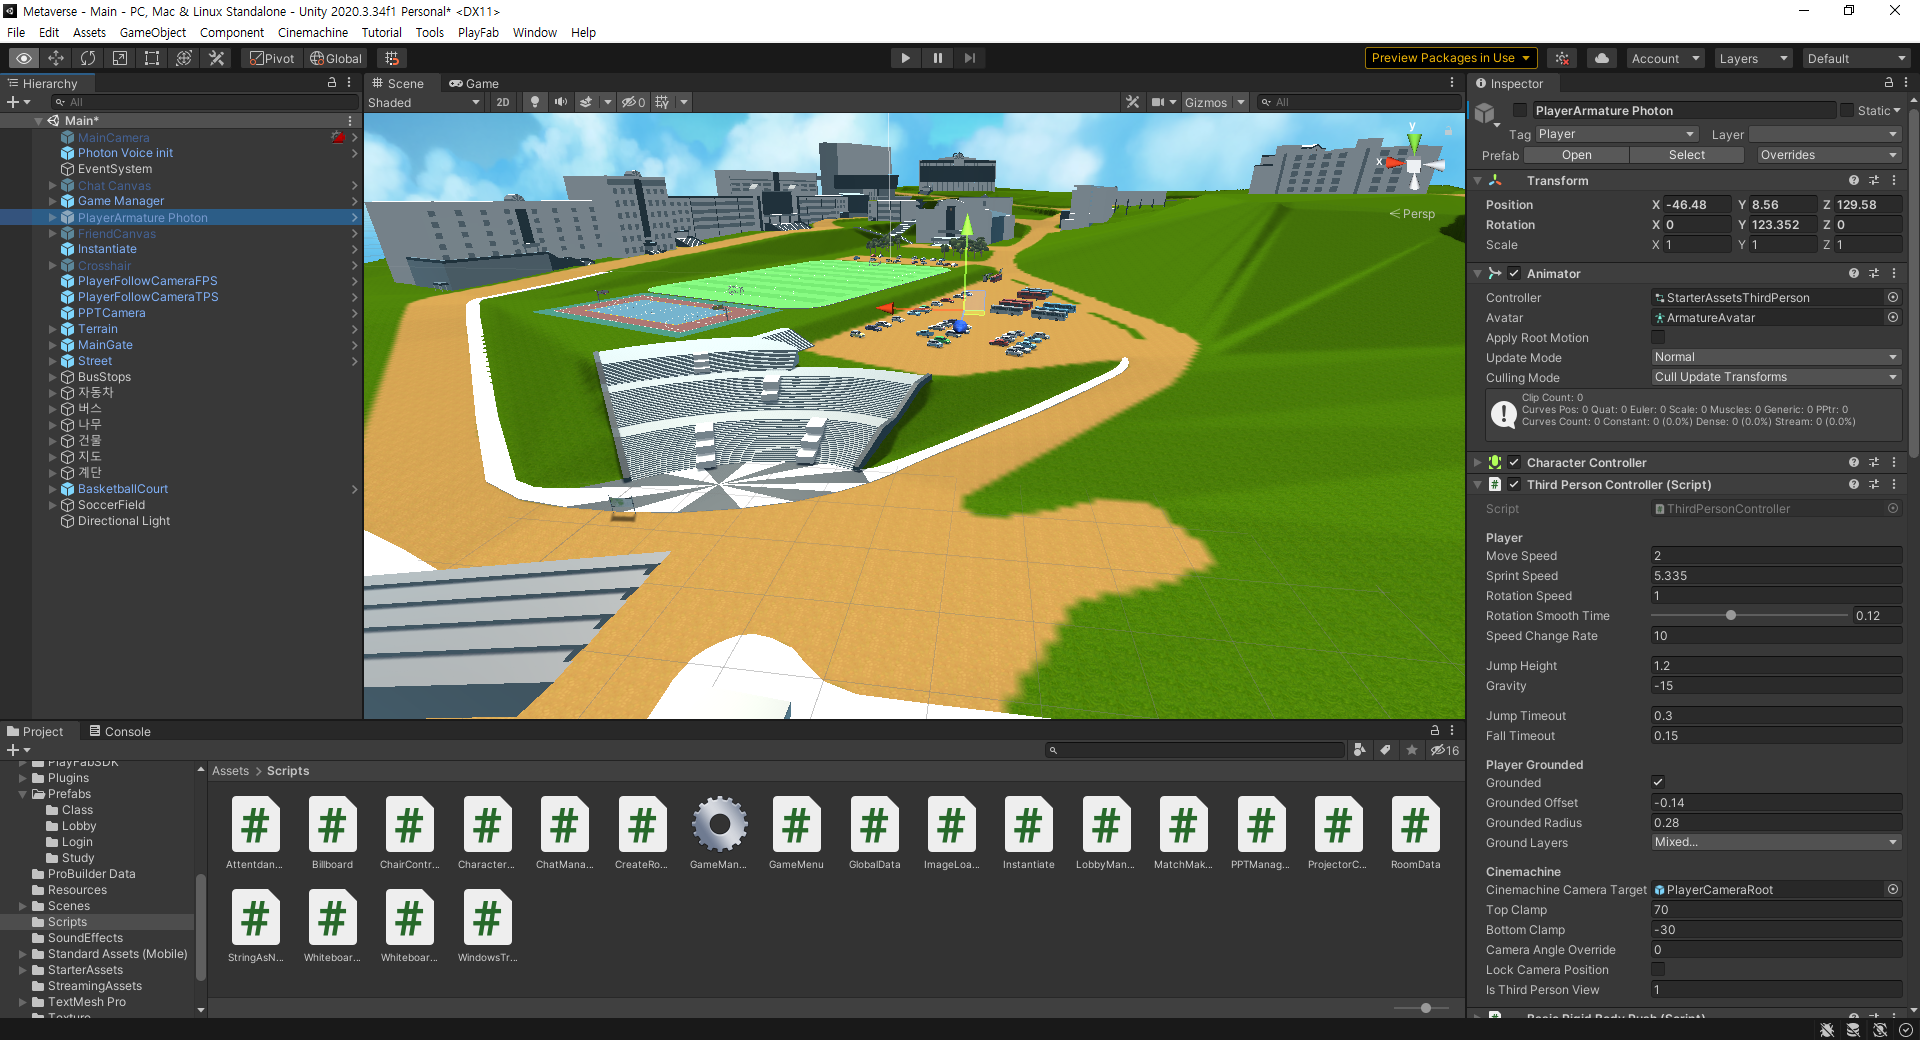 Metaverse - Main - PC, Mac & Linux Standalone - Unity 2020.3.34f1 Personal* <DX11>
File Edit Assets GameObject Component Cinemachine Tutorial Tools PlayFab Window Help
Pivot Global Preview Packages in Use Account Layers Default
Hierarchy
All
Main*
MainCamera
Photon Voice init
EventSystem
Chat Canvas
Game Manager
PlayerArmature Photon
FriendCanvas
Instantiate
Crosshair
PlayerFollowCameraFPS
PlayerFollowCameraTPS
PPTCamera
Terrain
MainGate
Street
BusStops
자동차
버스
나무
건물
지도
계단
BasketballCourt
SoccerField
Directional Light
Scene Game
Shaded 2D 0 Gizmos All
y
x
Persp
Inspector
PlayerArmature Photon Static
Tag Player Layer
Prefab Open Select Overrides
Transform
Position X -46.48 Y 8.56 Z 129.58
Rotation X 0 Y 123.352 Z 0
Scale X 1 Y 1 Z 1
Animator
Controller StarterAssetsThirdPerson
Avatar ArmatureAvatar
Apply Root Motion
Update Mode Normal
Culling Mode Cull Update Transforms
Clip Count: 0
Curves Pos: 0 Quat: 0 Euler: 0 Scale: 0 Muscles: 0 Generic: 0 PPtr: 0
Curves Count: 0 Constant: 0 (0.0%) Dense: 0 (0.0%) Stream: 0 (0.0%)
Character Controller
Third Person Controller (Script)
Script ThirdPersonController
Player
Move Speed 2
Sprint Speed 5.335
Rotation Speed 1
Rotation Smooth Time 0.12
Speed Change Rate 10
Jump Height 1.2
Gravity -15
Jump Timeout 0.3
Fall Timeout 0.15
Player Grounded
Grounded
Grounded Offset -0.14
Grounded Radius 0.28
Ground Layers Mixed...
Cinemachine
Cinemachine Camera Target PlayerCameraRoot
Top Clamp 70
Bottom Clamp -30
Camera Angle Override 0
Lock Camera Position
Is Third Person View 1
Basic Rigid Body Push (Script)
Project Console
16
PlayFabSDK
Plugins
Prefabs
Class
Lobby
Login
Study
ProBuilder Data
Resources
Scenes
Scripts
SoundEffects
Standard Assets (Mobile)
StarterAssets
StreamingAssets
TextMesh Pro
Texture
Assets > Scripts
Attentdan... Billboard ChairContr... Character... ChatMana... CreateRo... GameMan... GameMenu GlobalData ImageLoa... Instantiate LobbyMan... MatchMak... PPTManag... ProjectorC... RoomData
StringAsN... Whiteboar... Whiteboar... WindowsTr...